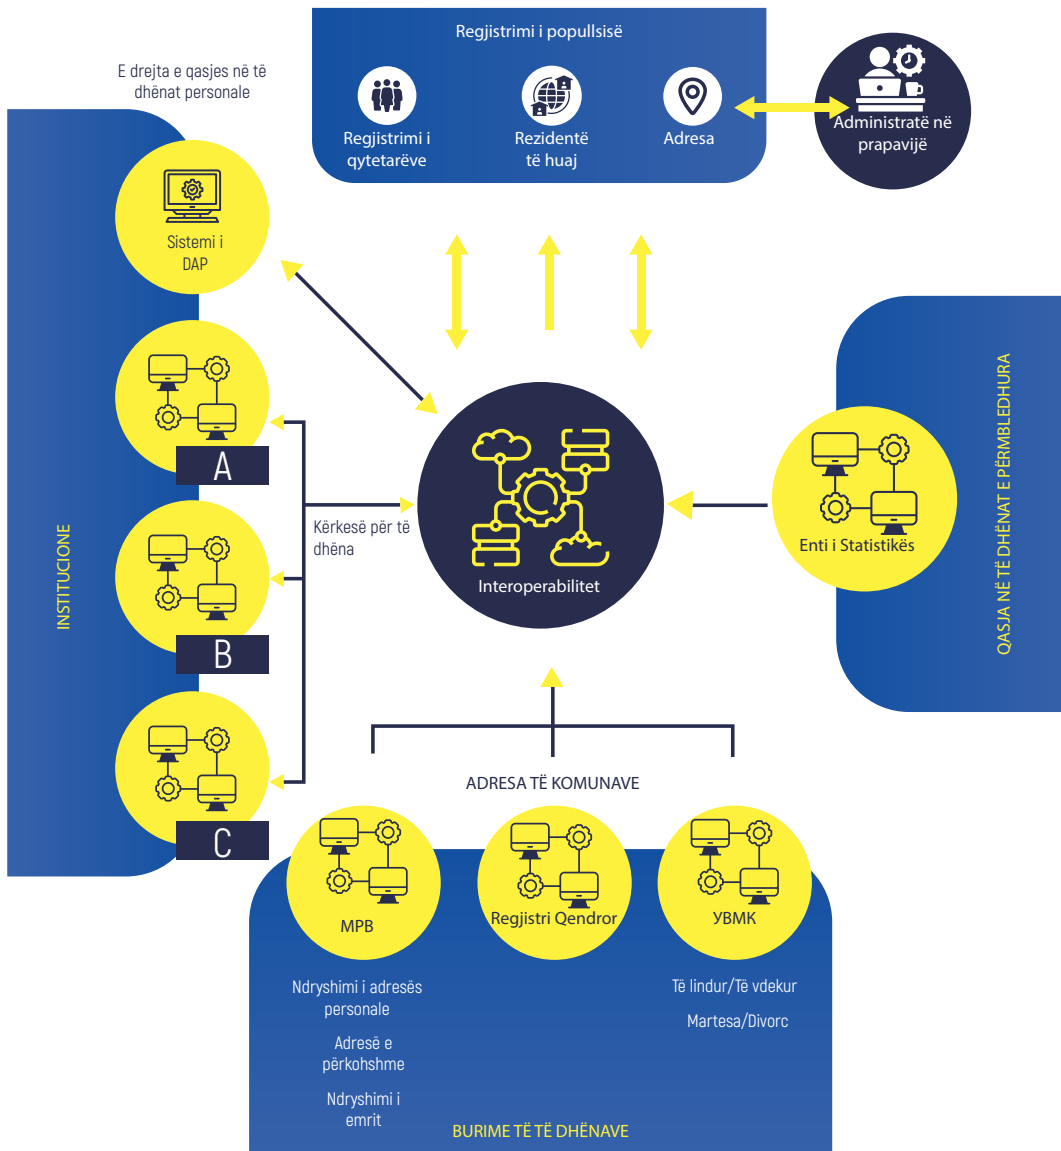 Regjistrimi i popullsisë
Regjistrimi i
qytetarëve
Rezidentë
të huaj
Adresa
Administratë në
prapavijë
E drejta e qasjes në të
dhënat personale
Sistemi i
DAP
A
B
C
INSTITUCIONE
Kërkesë për të
dhëna
Interoperabilitet
Enti i Statistikës
QASJA NË TË DHËNAT E PËRMBLEDHURA
ADRESA TË KOMUNAVE
МРВ
Regjistri Qendror
УВМК
Ndryshimi i adresës
personale
Adresë e
përkohshme
Ndryshimi i
emrit
Të lindur/Të vdekur
Martesa/Divorc
BURIME TË TË DHËNAVE